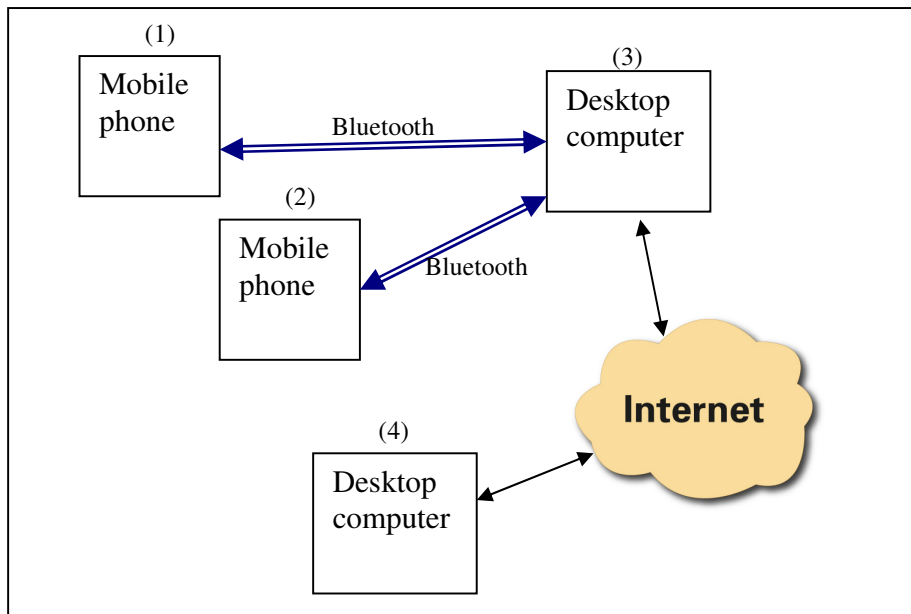 (1)
Mobile
phone
Bluetooth
(3)
Desktop
computer
(2)
Mobile
phone
Bluetooth
Internet
(4)
Desktop
computer